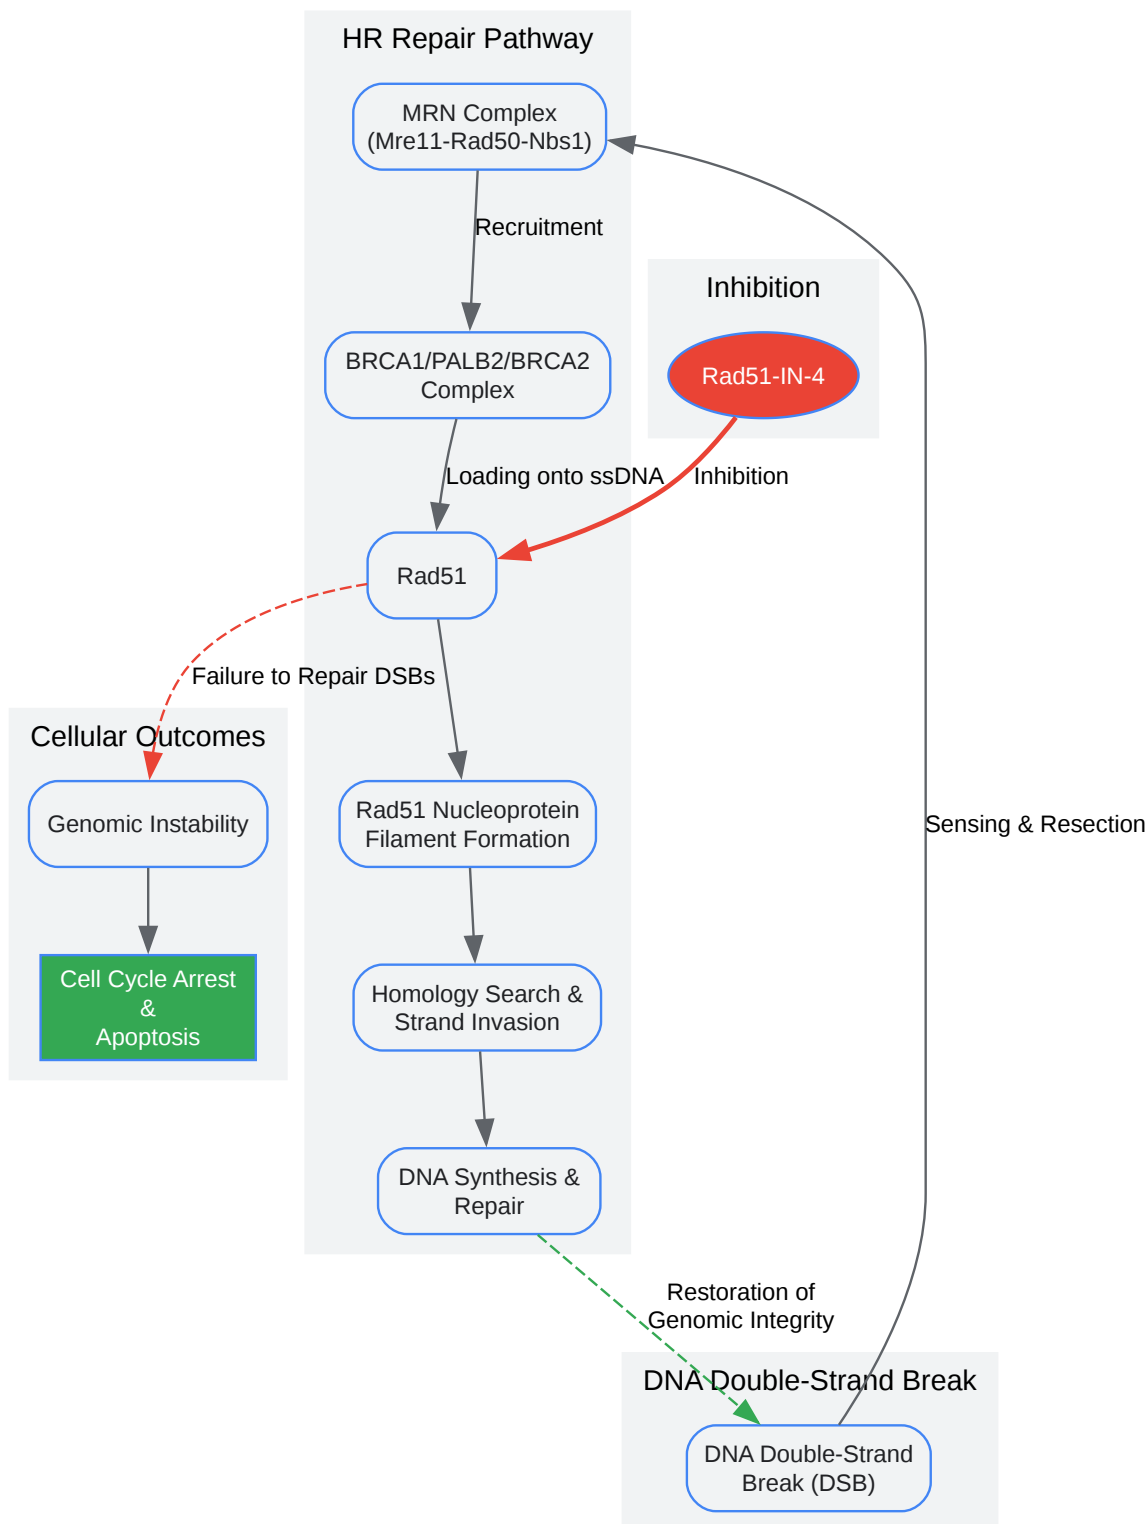 HR Repair Pathway
MRN Complex
(Mre11-Rad50-Nbs1)
Recruitment
Inhibition
BRCA1/PALB2/BRCA2
Complex
Rad51-IN-4
Loading onto ssDNA
Inhibition
Rad51
Failure to Repair DSBs
Cellular Outcomes
Genomic Instability
Rad51 Nucleoprotein
Filament Formation
Sensing & Resection
Cell Cycle Arrest
&
Apoptosis
Homology Search &
Strand Invasion
DNA Synthesis &
Repair
Restoration of
Genomic Integrity
DNA Double-Strand Break
DNA Double-Strand
Break (DSB)